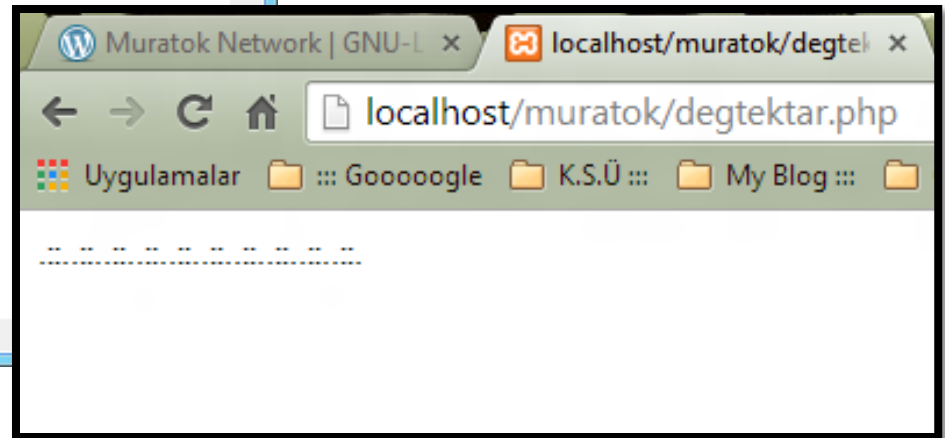 Muratok Network | GNU-L
localhost/muratok/degtek
localhost/muratok/degtektar.php
Uygulamalar ::: Gooooogle K.S.Ü ::: My Blog :::